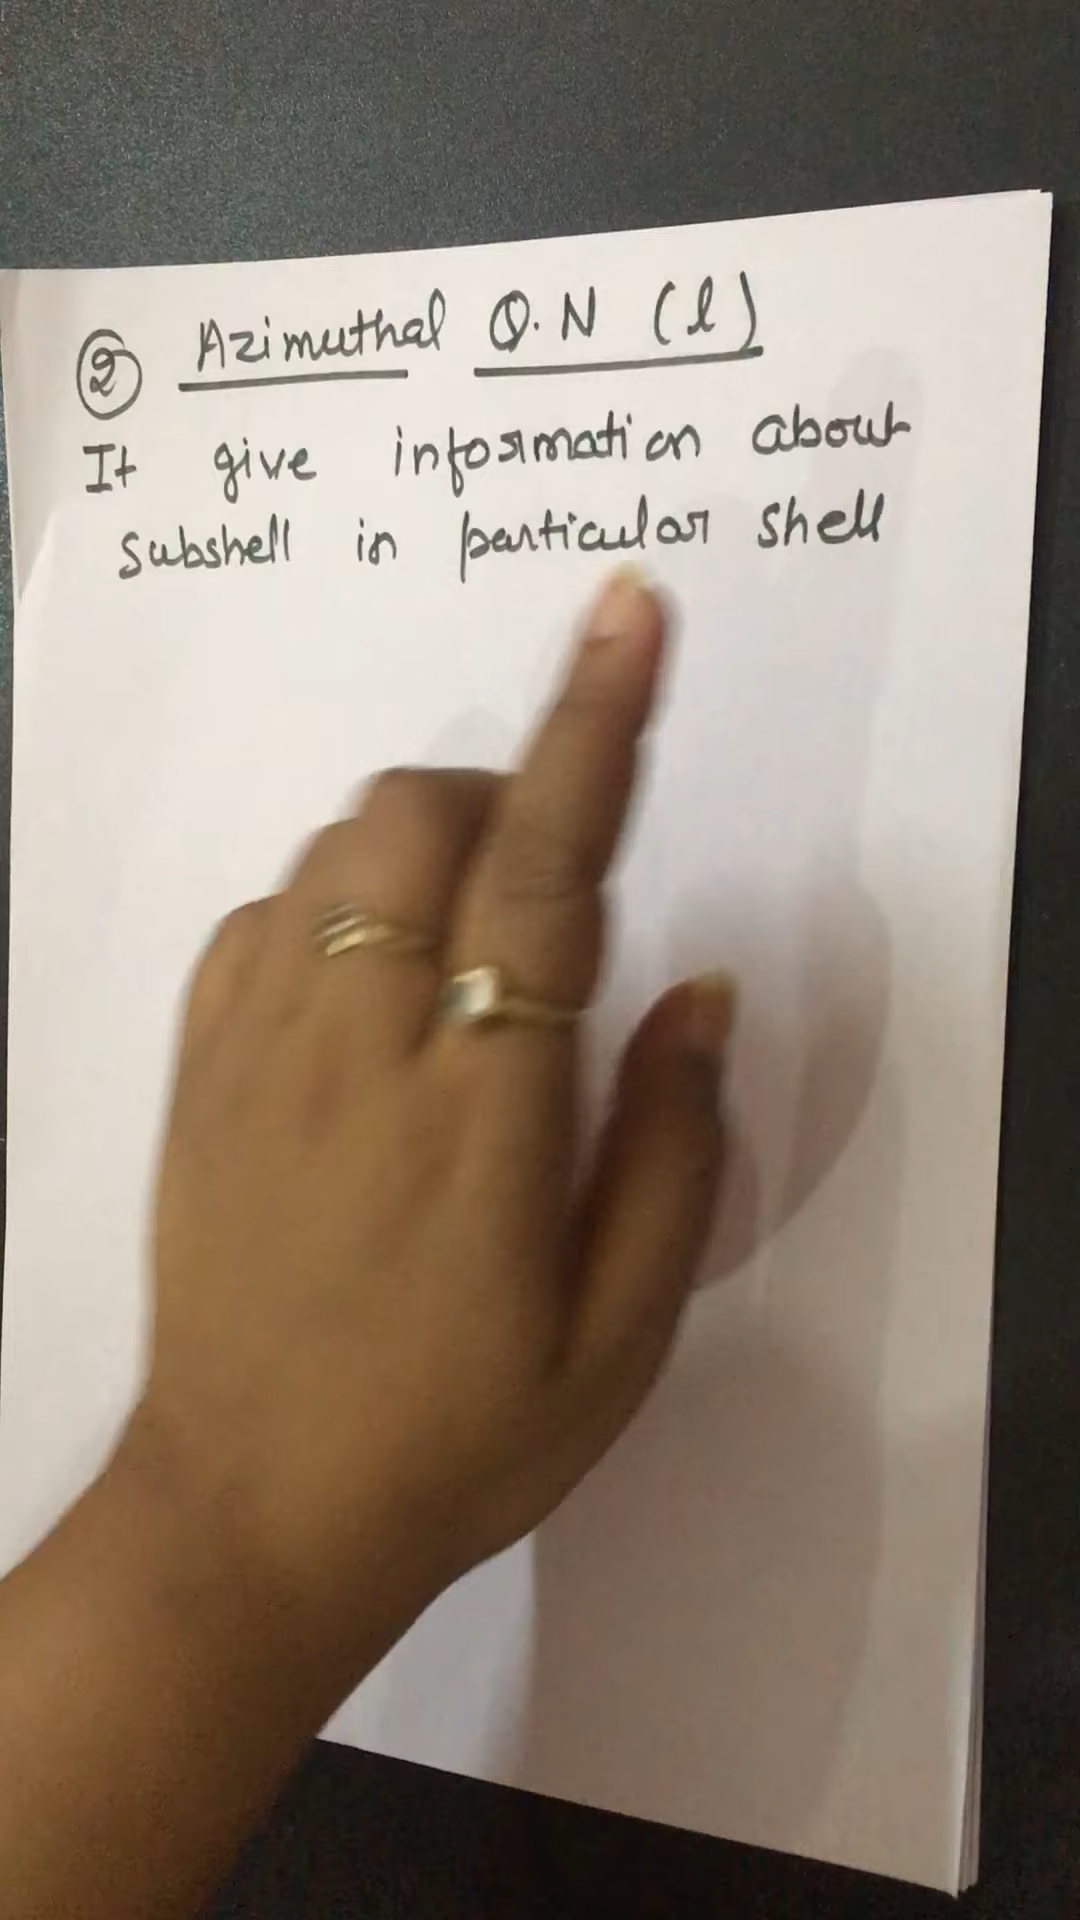 ② Azimuthal Q.N (l)
It give information about
subshell in particular shell